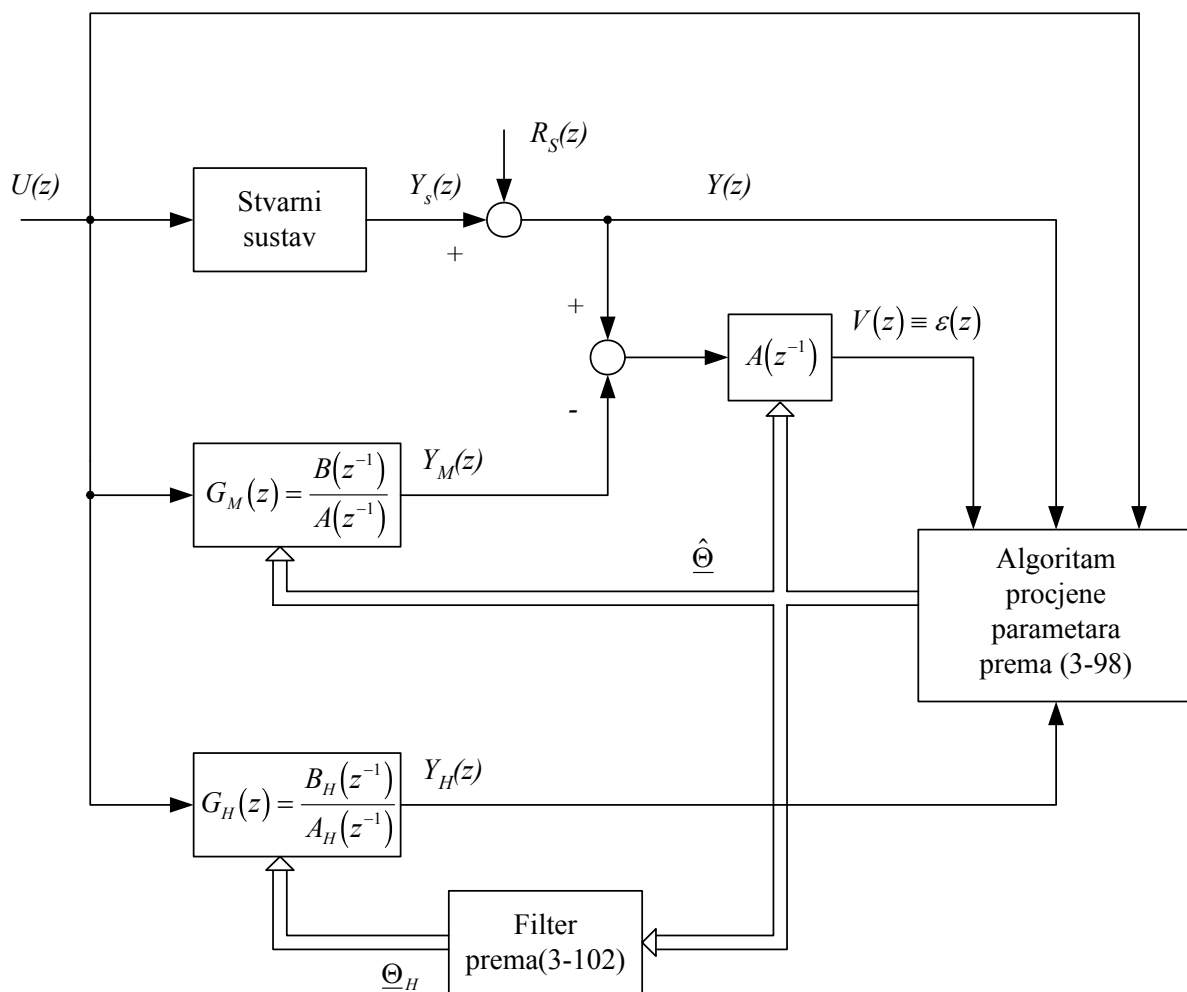 R_S(z)
U(z)
Y_s(z)
Y(z)
Stvarni
sustav
+
+
V(z) ≡ ε(z)
A(z⁻¹)
-
G_M(z) = B(z⁻¹) / A(z⁻¹)
Y_M(z)
Θ̂
Algoritam
procjene
parametara
prema (3-98)
G_H(z) = B_H(z⁻¹) / A_H(z⁻¹)
Y_H(z)
Filter
prema(3-102)
Θ_H